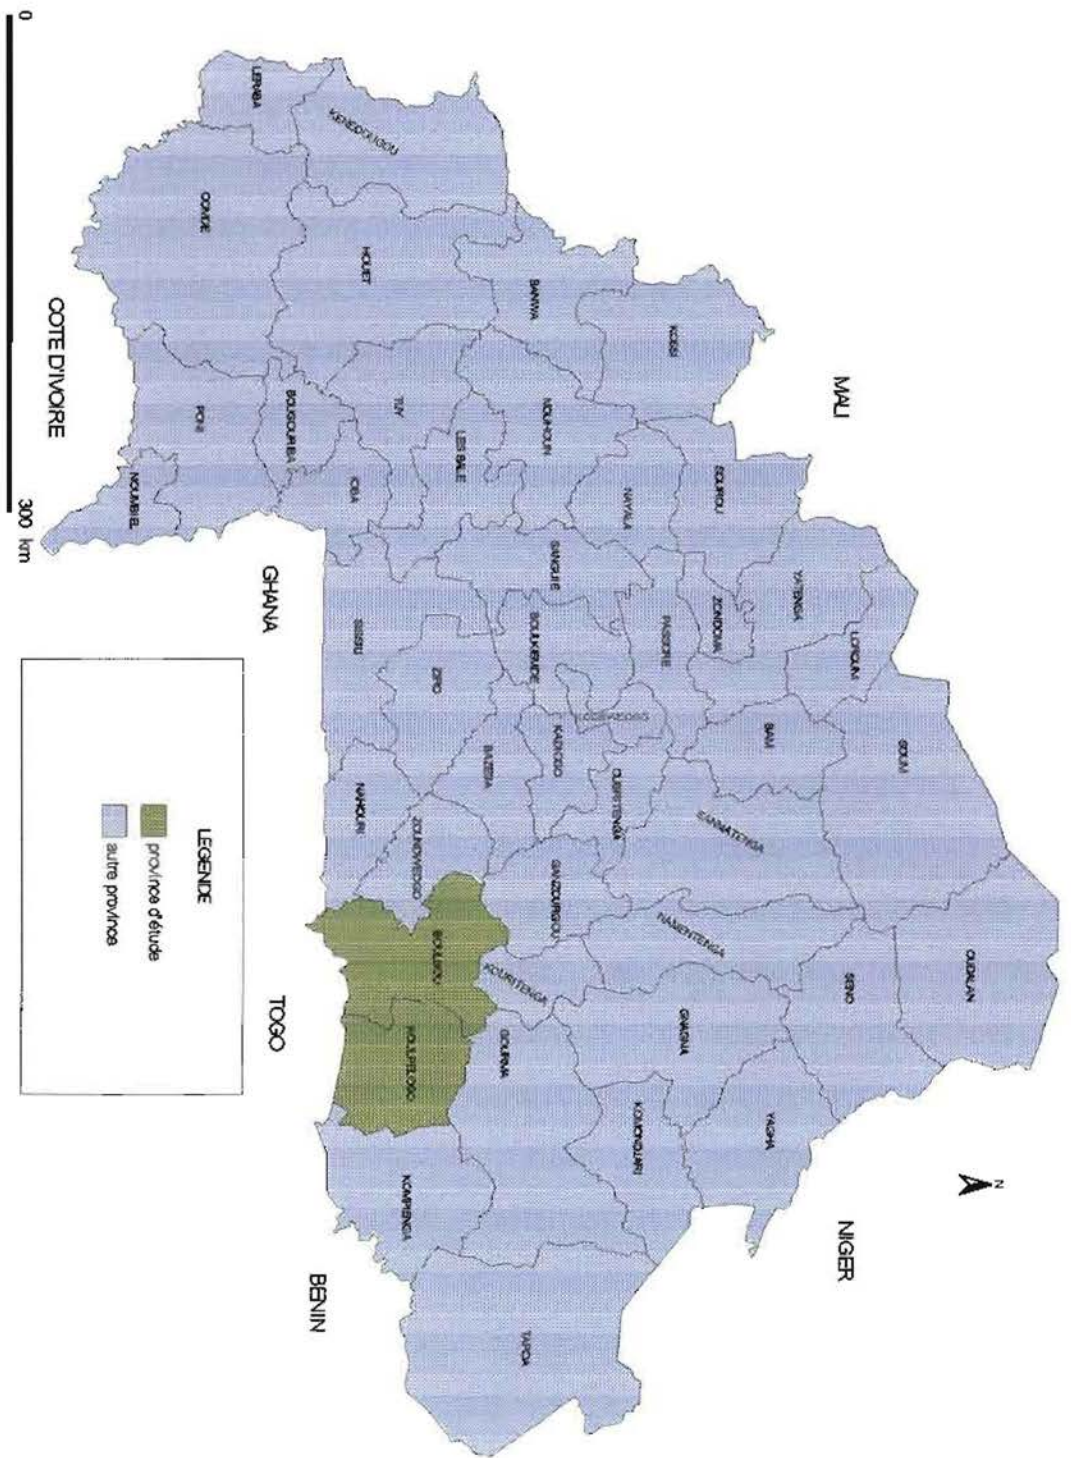 N
MALI
NIGER
OUDALAN
SOUM
LOROUM
SENO
YATENGA
BAM
YAGHA
SOUROU
ZONDOMA
SANMATENGA
NAMENTENGA
GNAGNA
KOSSI
PASSORE
NAYALA
KOMONDJARI
OUBRITENGA
KADIOGO
GANZOURGOU
BANWA
MOUHOUN
SANGUIE
BOULKIEMDE
TAPOA
KOURITENGA
GOURMA
BAZEGA
LES BALE
ZIRO
BOULGOU
ZOUNDWEOGO
KOULPELOGO
KOMPIENGA
KENEDOUGOU
HOUET
TUY
IOBA
SISSILI
NAHOURI
LERABA
COMOE
BOUGOURIBA
PONI
NOUMBIEL
BENIN
TOGO
GHANA
COTE D'IVOIRE
LEGENDE
province d'étude
autre province
0
300 km